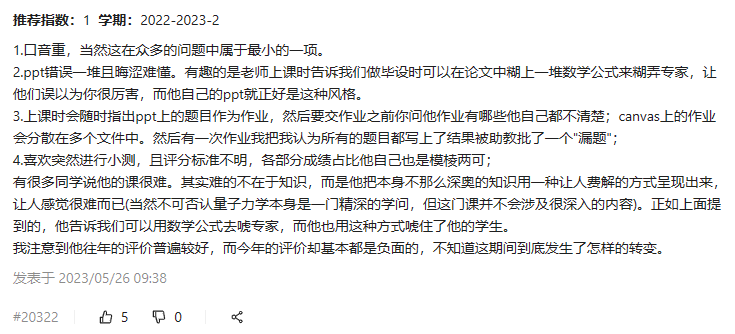 推荐指数：1 学期：2022-2023-2
1.口音重，当然这在众多的问题中属于最小的一项。
2.ppt错误一堆且晦涩难懂。有趣的是老师上课时告诉我们做毕设时可以在论文中糊上一堆数学公式来糊弄专家，让
他们误以为你很厉害，而他自己的ppt就正好是这种风格。
3.上课时会随时指出ppt上的题目作为作业，然后要交作业之前你问他作业有哪些他自己都不清楚；canvas上的作业
会分散在多个文件中。然后有一次作业我把我认为所有的题目都写上了结果被助教批了一个"漏题"；
4.喜欢突然进行小测，且评分标准不明，各部分成绩占比他自己也是模棱两可；
有很多同学说他的课很难。其实难的不在于知识，而是他把本身不那么深奥的知识用一种让人费解的方式呈现出来，
让人感觉很难而已(当然不可否认量子力学本身是一门精深的学问，但这门课并不会涉及很深入的内容)。正如上面提
到的，他告诉我们可以用数学公式去唬专家，而他也用这种方式唬住了他的学生。
我注意到他往年的评价普遍较好，而今年的评价却基本都是负面的，不知道这期间到底发生了怎样的转变。
发表于 2023/05/26 09:38
#20322 5 0